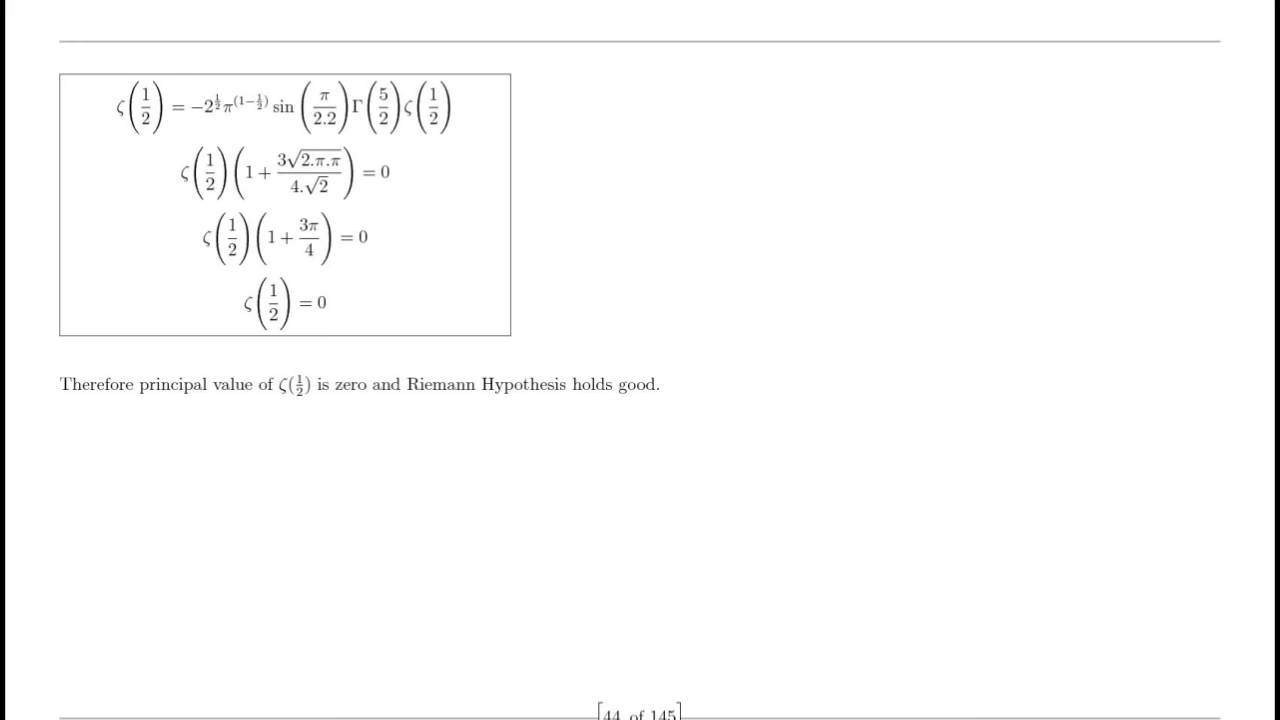 ζ(1/2) = −2^{1/2} π^{(1−1/2)} sin(π/2.2) Γ(5/2) ζ(1/2)
ζ(1/2)(1 + 3√2.π.π/4.√2) = 0
ζ(1/2)(1 + 3π/4) = 0
ζ(1/2) = 0
Therefore principal value of ζ(1/2) is zero and Riemann Hypothesis holds good.
[44 of 145]